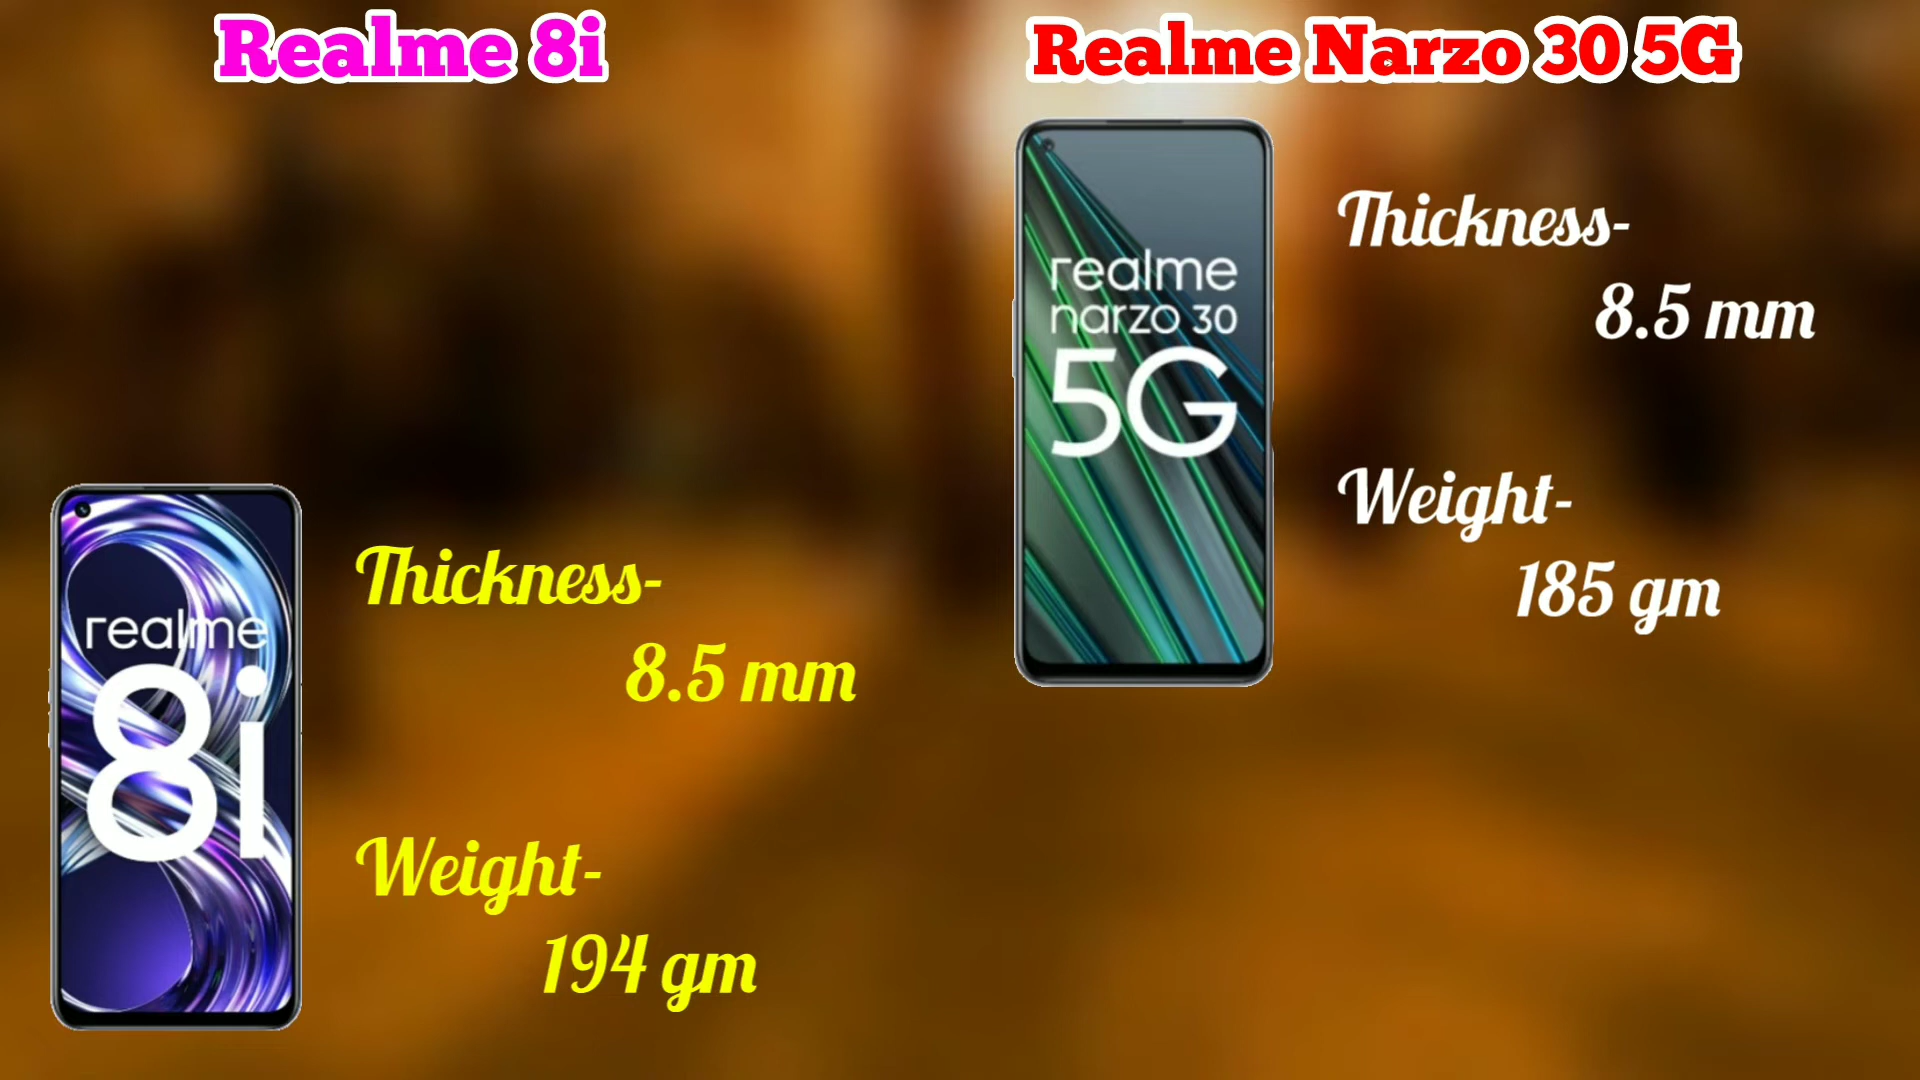 Realme 8i
realme
8i
Thickness-
8.5 mm
Weight-
194 gm
Realme Narzo 30 5G
realme
narzo 30
5G
Thickness-
8.5 mm
Weight-
185 gm